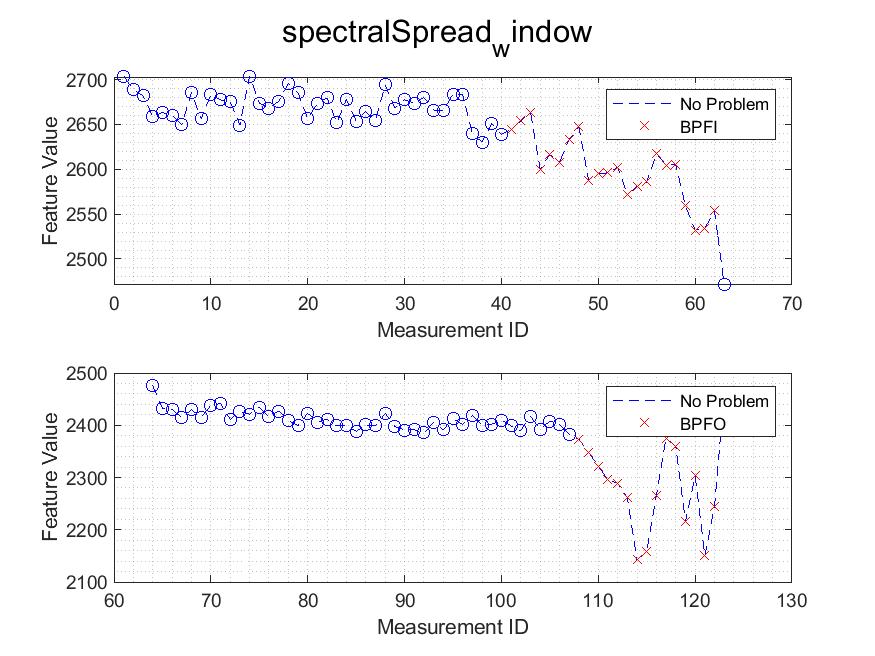 spectralSpread_window
2700
2650
2600
2550
2500
Feature Value
No Problem
BPFI
0 10 20 30 40 50 60 70
Measurement ID
2500
2400
2300
2200
2100
Feature Value
No Problem
BPFO
60 70 80 90 100 110 120 130
Measurement ID